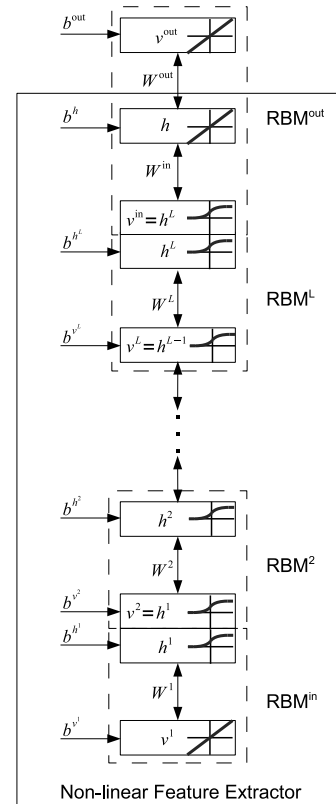 b^out
v^out
W^out
b^h
h
RBM^out
W^in
v^in = h^L
b^{h^L}
h^L
W^L
RBM^L
b^{v^L}
v^L = h^{L−1}
b^{h^2}
h^2
W^2
RBM^2
b^{v^2}
v^2 = h^1
b^{h^1}
h^1
W^1
RBM^in
b^{v^1}
v^1
Non-linear Feature Extractor